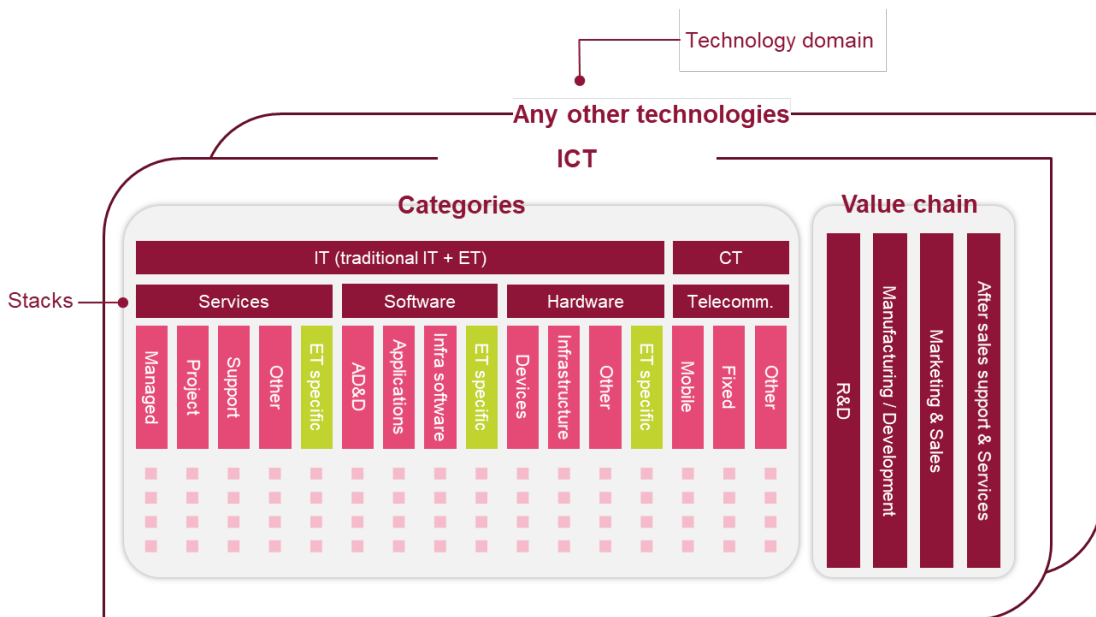 Technology domain
Any other technologies
ICT
Categories
Value chain
IT (traditional IT + ET)
CT
Stacks
Services
Software
Hardware
Telecomm.
Managed
Project
Support
Other
ET specific
AD&D
Applications
Infra software
ET specific
Devices
Infrastructure
Other
ET specific
Mobile
Fixed
Other
R&D
Manufacturing / Development
Marketing & Sales
After sales support & Services